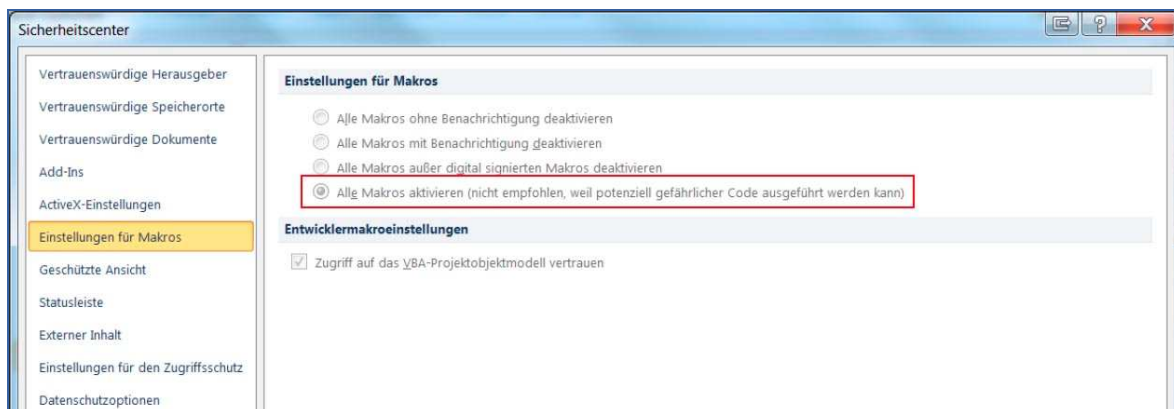 Sicherheitscenter
Vertrauenswürdige Herausgeber
Vertrauenswürdige Speicherorte
Vertrauenswürdige Dokumente
Add-Ins
ActiveX-Einstellungen
Einstellungen für Makros
Geschützte Ansicht
Statusleiste
Externer Inhalt
Einstellungen für den Zugriffsschutz
Datenschutzoptionen
Einstellungen für Makros
Alle Makros ohne Benachrichtigung deaktivieren
Alle Makros mit Benachrichtigung deaktivieren
Alle Makros außer digital signierten Makros deaktivieren
Alle Makros aktivieren (nicht empfohlen, weil potenziell gefährlicher Code ausgeführt werden kann)
Entwicklermakroeinstellungen
Zugriff auf das VBA-Projektobjektmodell vertrauen